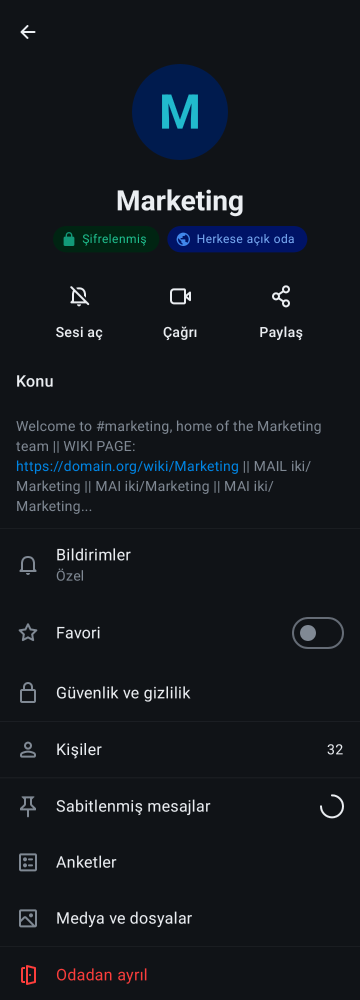 M
Marketing
Şifrelenmiş
Herkese açık oda
Sesi aç
Çağrı
Paylaş
Konu
Welcome to #marketing, home of the Marketing
team || WIKI PAGE:
https://domain.org/wiki/Marketing || MAIL iki/
Marketing || MAI iki/Marketing || MAI iki/
Marketing...
Bildirimler
Özel
Favori
Güvenlik ve gizlilik
Kişiler 32
Sabitlenmiş mesajlar
Anketler
Medya ve dosyalar
Odadan ayrıl